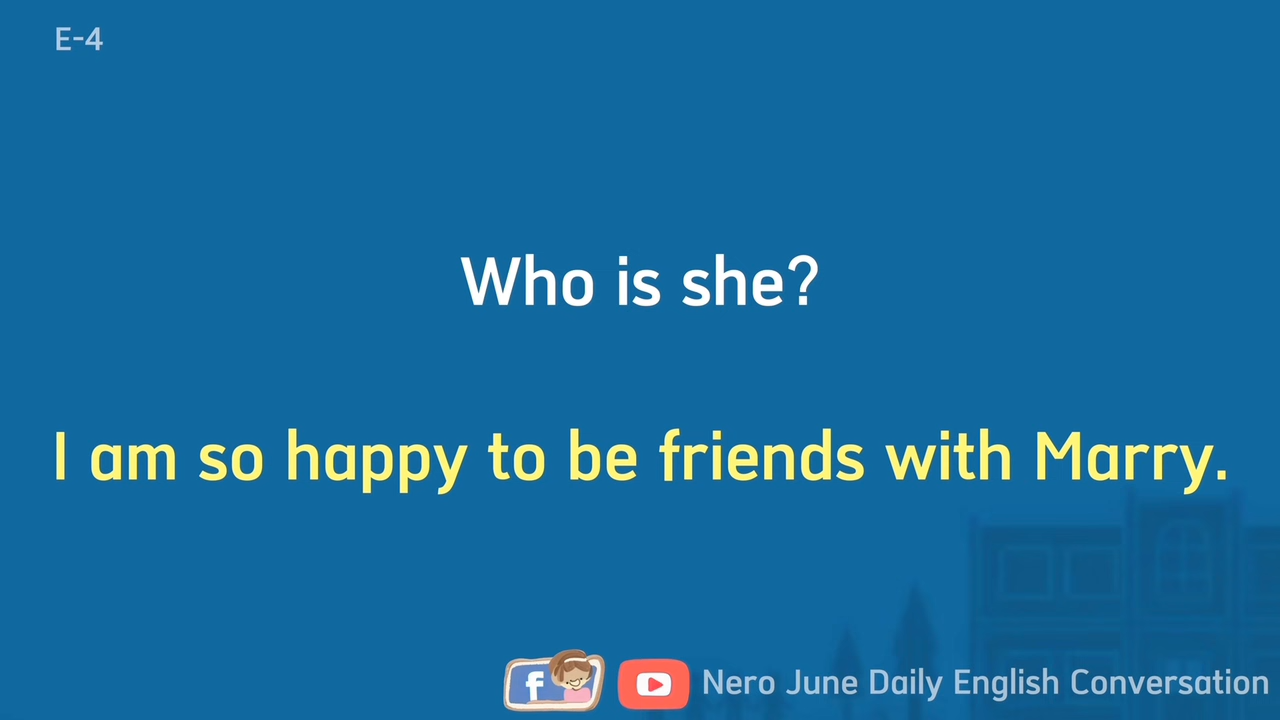 E-4
Who is she?
I am so happy to be friends with Marry.
f
Nero June Daily English Conversation